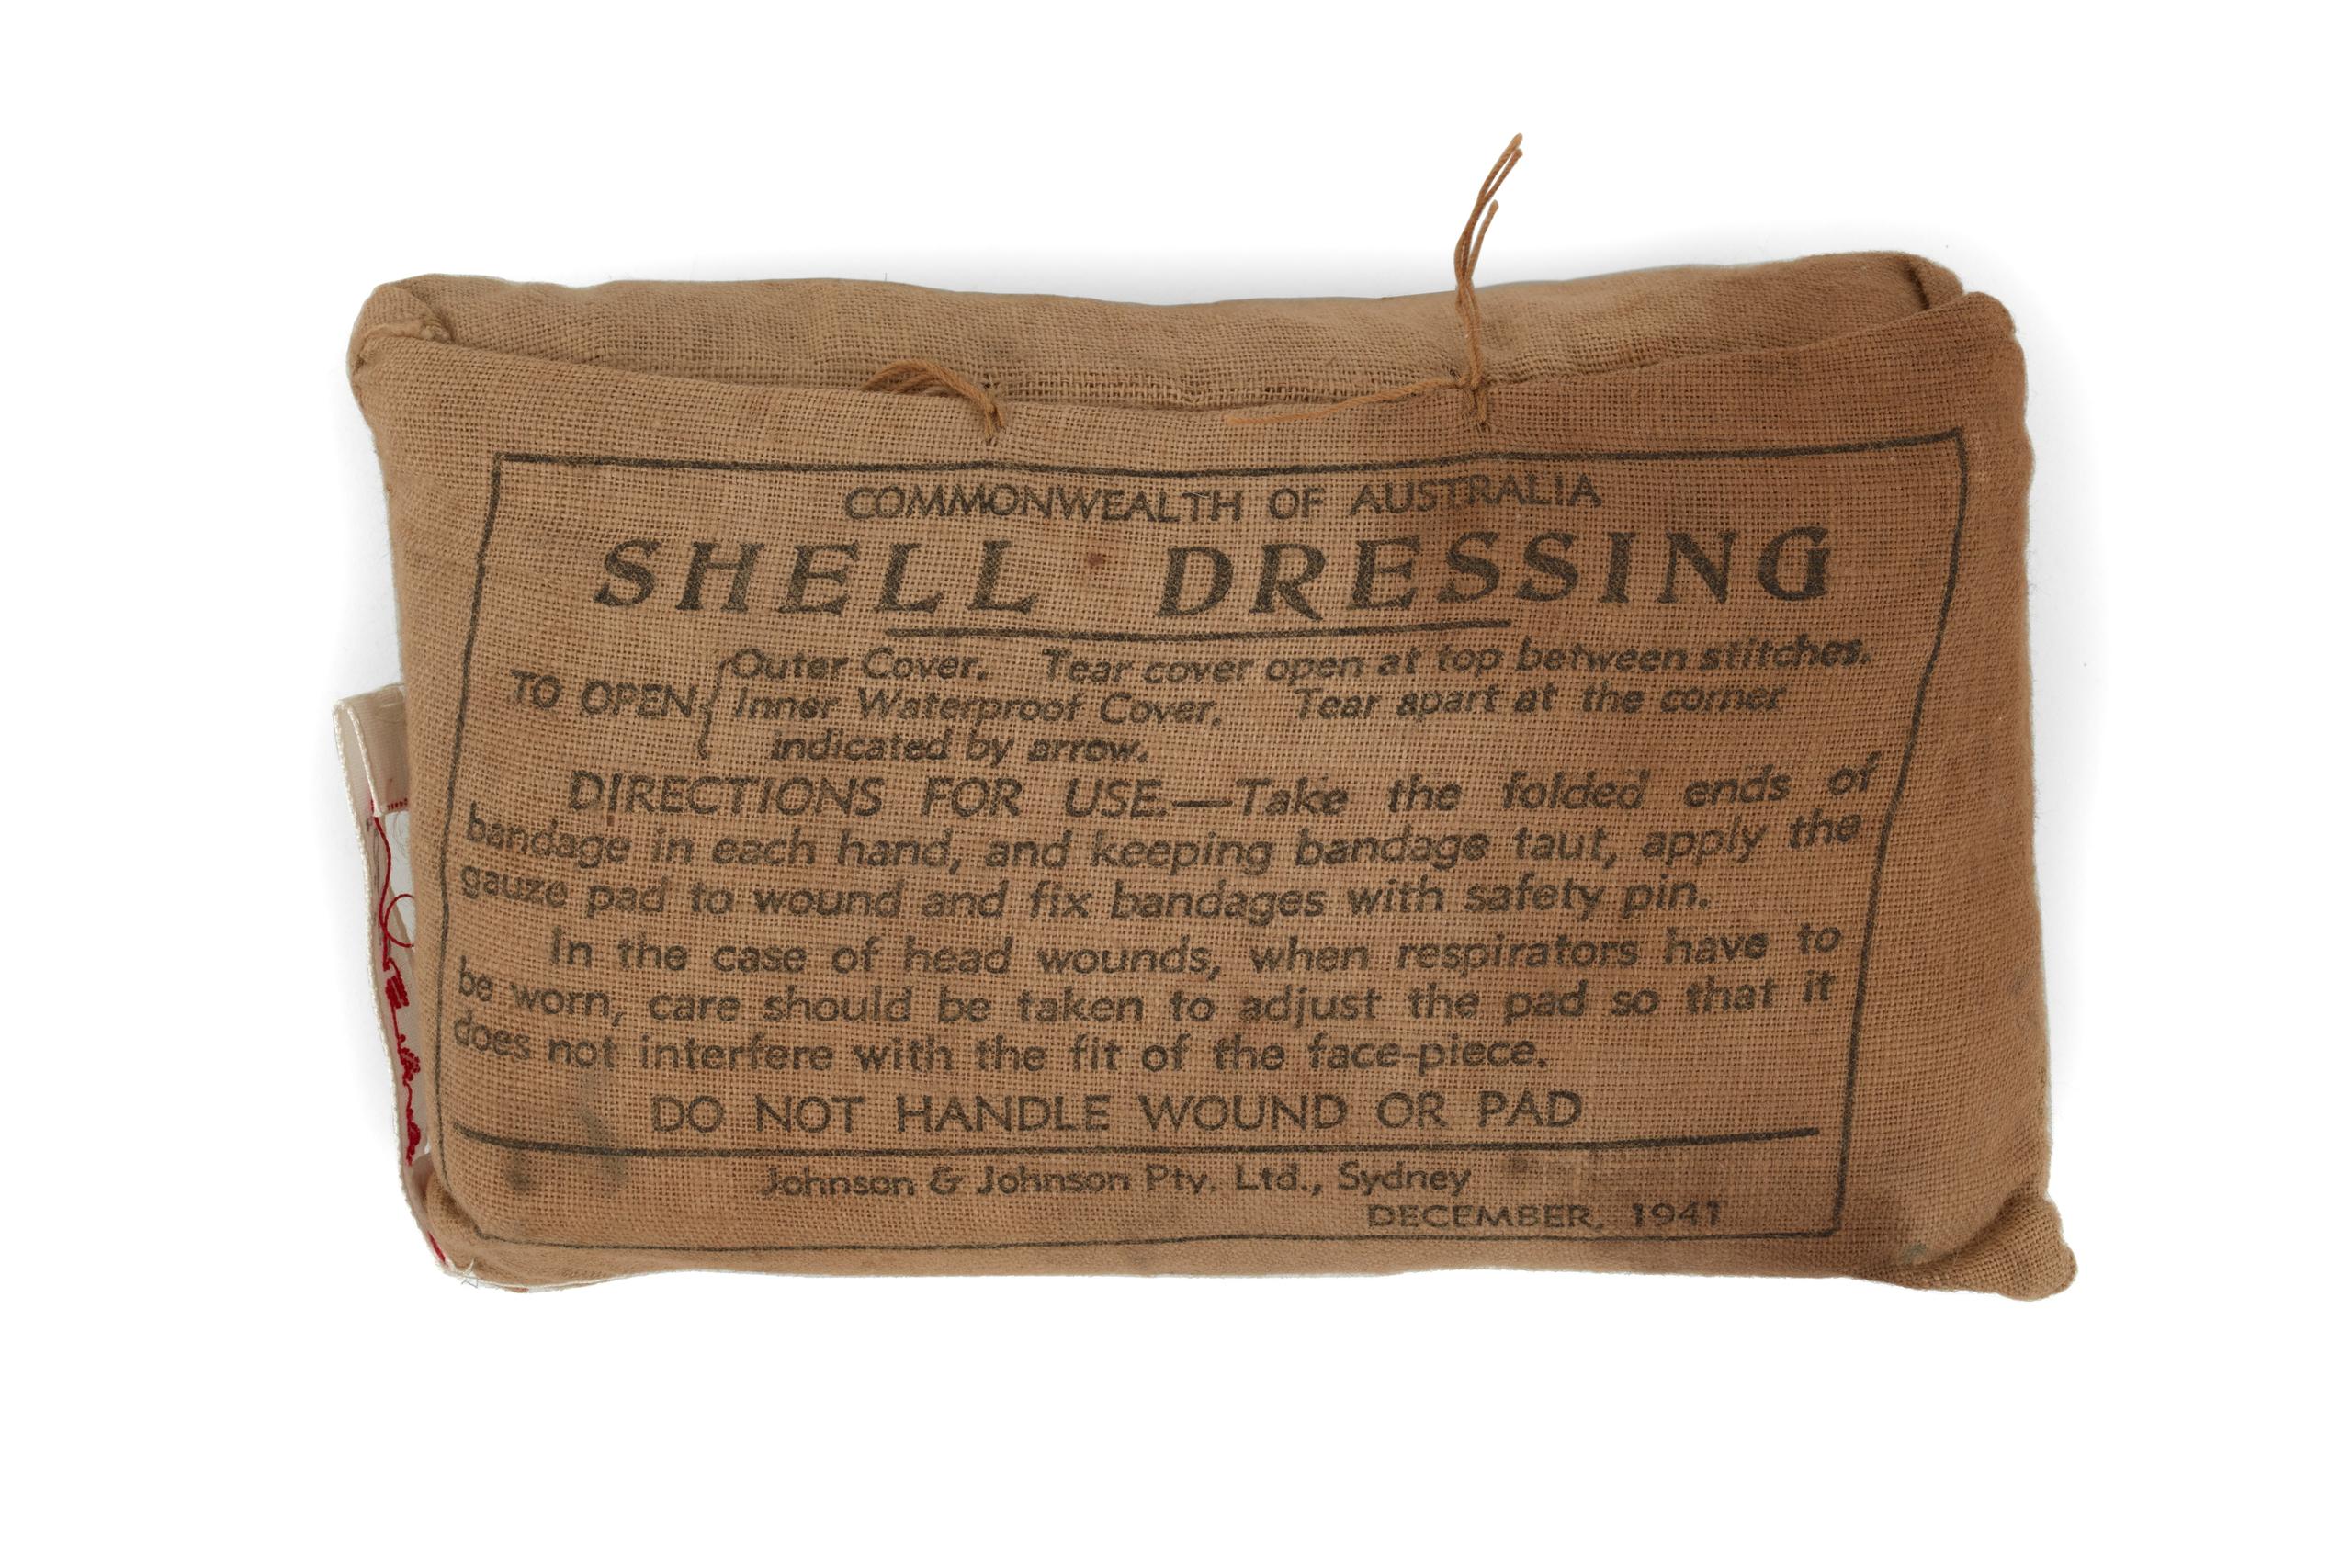 COMMONWEALTH OF AUSTRALIA
SHELL DRESSING
TO OPEN { Outer Cover. Tear cover open at top between stitches.
Inner Waterproof Cover. Tear apart at the corner
indicated by arrow.
DIRECTIONS FOR USE.—Take the folded ends of
bandage in each hand, and keeping bandage taut, apply the
gauze pad to wound and fix bandages with safety pin.
In the case of head wounds, when respirators have to
be worn, care should be taken to adjust the pad so that it
does not interfere with the fit of the face-piece.
DO NOT HANDLE WOUND OR PAD
Johnson & Johnson Pty. Ltd., Sydney
DECEMBER, 1941